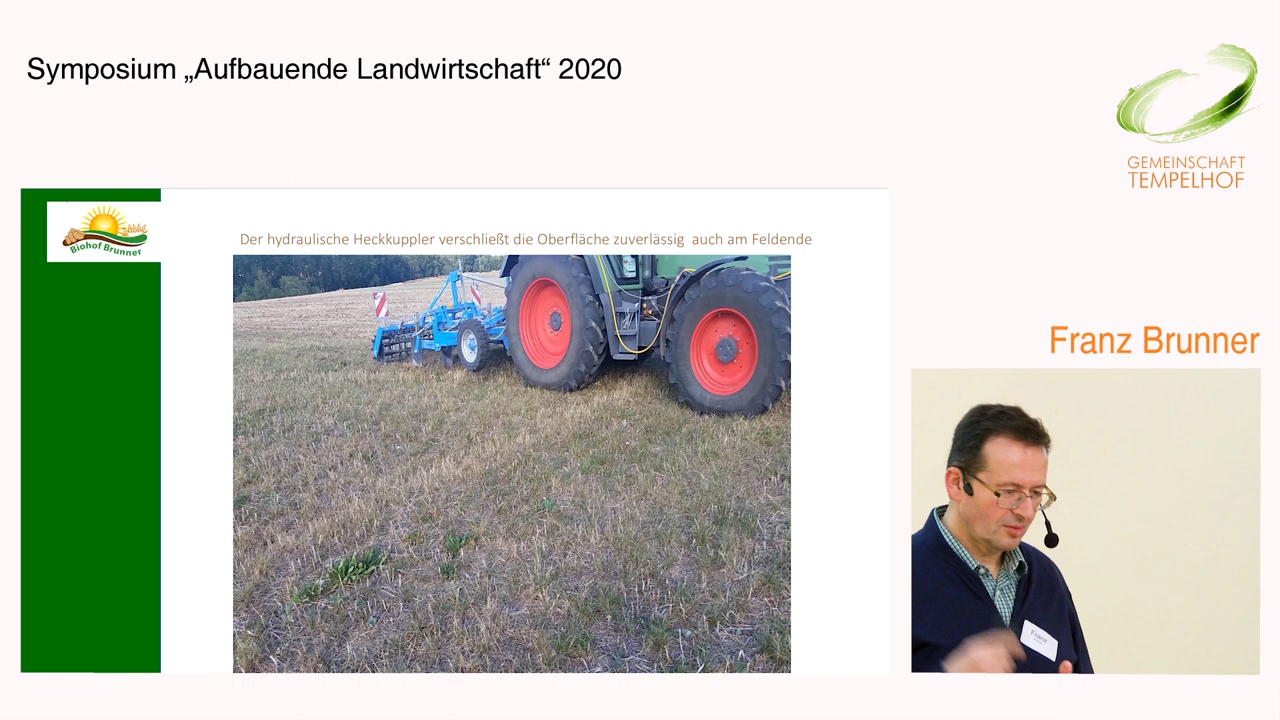 Symposium „Aufbauende Landwirtschaft“ 2020
GEMEINSCHAFT
TEMPELHOF
Biohof Brunner
Der hydraulische Heckkuppler verschließt die Oberfläche zuverlässig auch am Feldende
Franz Brunner
Franz